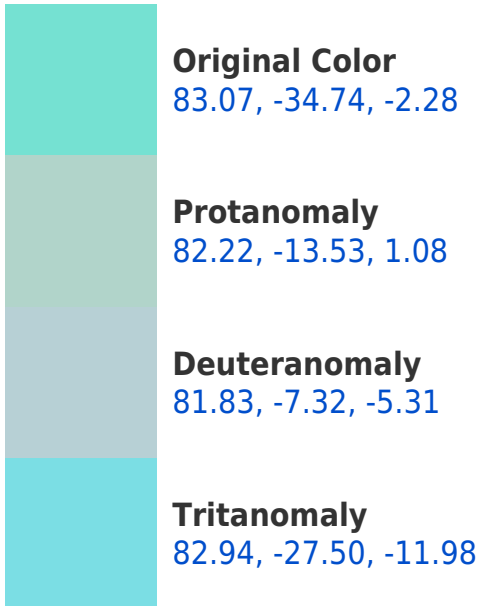 Original Color
83.07, -34.74, -2.28
Protanomaly
82.22, -13.53, 1.08
Deuteranomaly
81.83, -7.32, -5.31
Tritanomaly
82.94, -27.50, -11.98